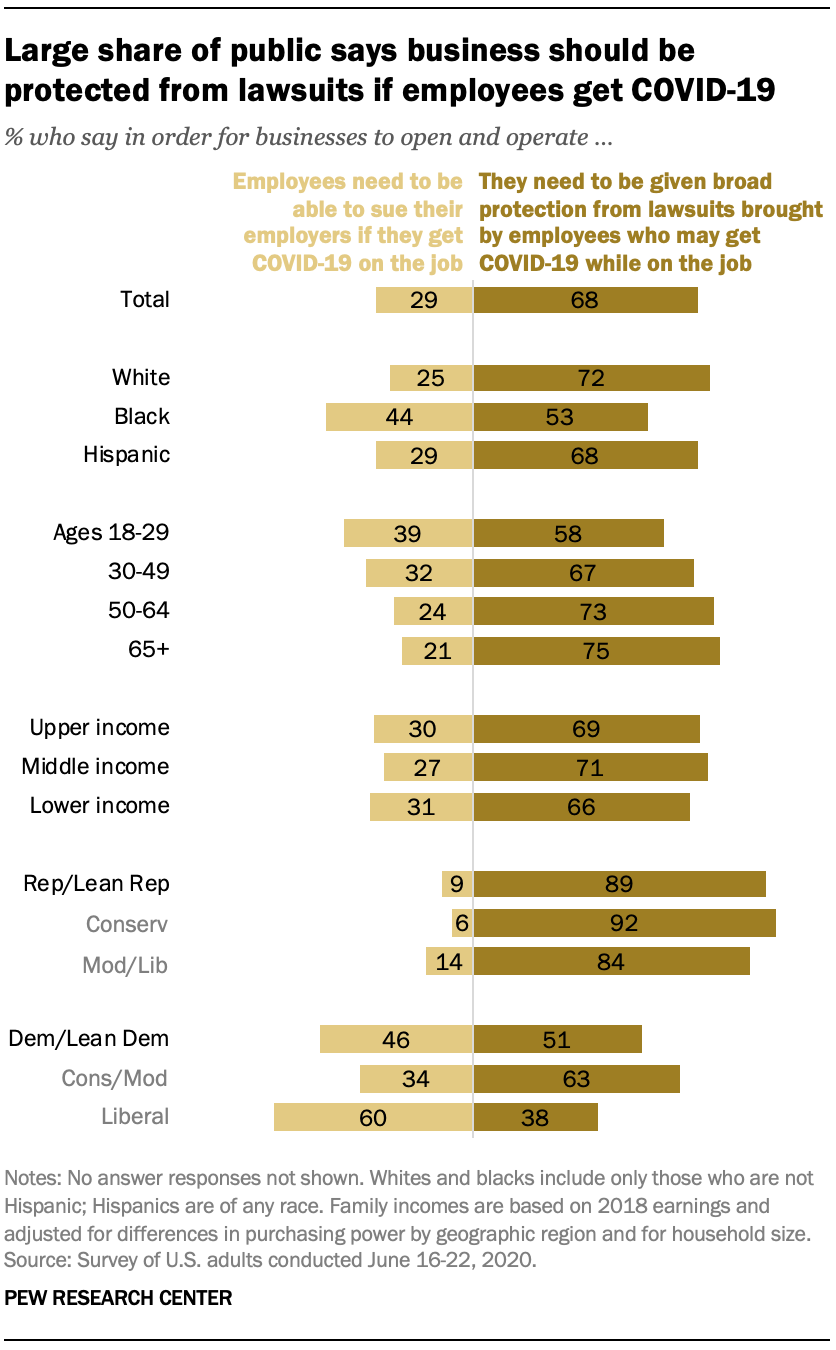 Large share of public says business should be
protected from lawsuits if employees get COVID-19
% who say in order for businesses to open and operate ...
Employees need to be
able to sue their
employers if they get
COVID-19 on the job
They need to be given broad
protection from lawsuits brought
by employees who may get
COVID-19 while on the job
Total 29 68
White 25 72
Black 44 53
Hispanic 29 68
Ages 18-29 39 58
30-49 32 67
50-64 24 73
65+ 21 75
Upper income 30 69
Middle income 27 71
Lower income 31 66
Rep/Lean Rep 9 89
Conserv 6 92
Mod/Lib 14 84
Dem/Lean Dem 46 51
Cons/Mod 34 63
Liberal 60 38
Notes: No answer responses not shown. Whites and blacks include only those who are not
Hispanic; Hispanics are of any race. Family incomes are based on 2018 earnings and
adjusted for differences in purchasing power by geographic region and for household size.
Source: Survey of U.S. adults conducted June 16-22, 2020.
PEW RESEARCH CENTER